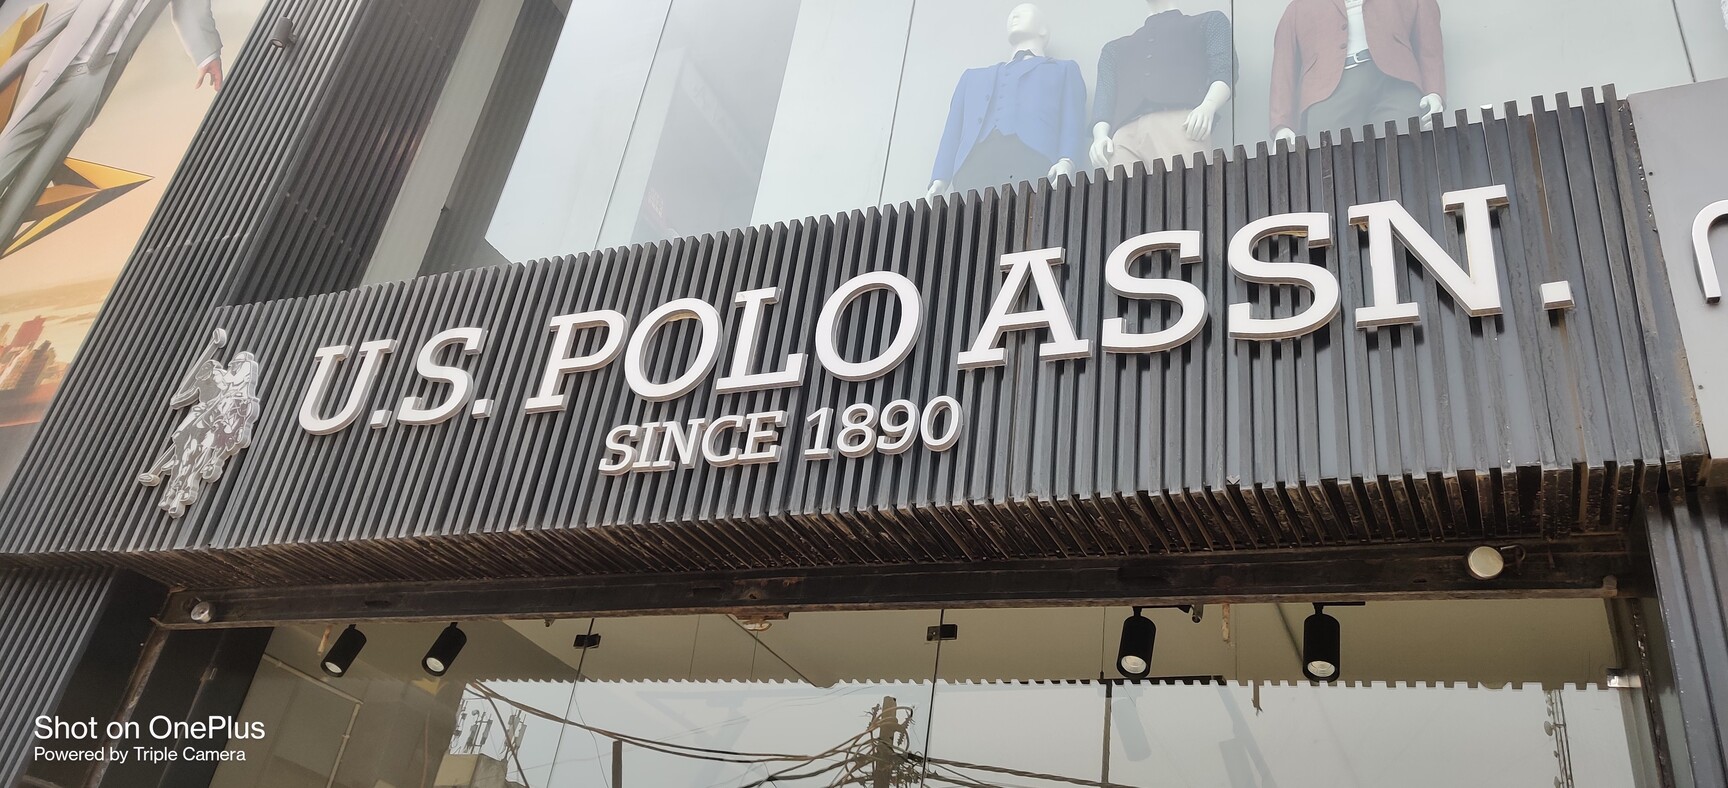 U.S. POLO ASSN.
SINCE 1890
Shot on OnePlus
Powered by Triple Camera